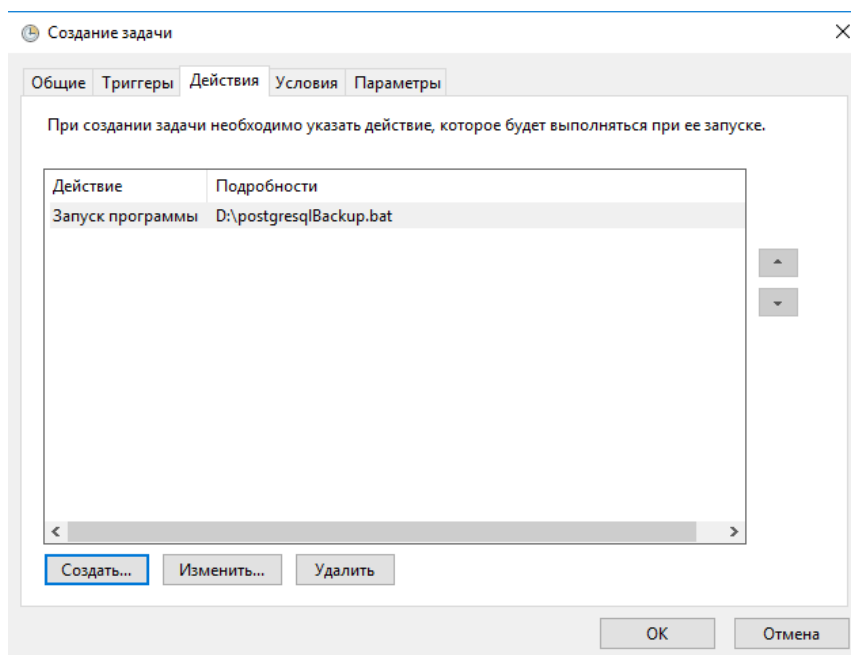 Создание задачи
Общие Триггеры Действия Условия Параметры
При создании задачи необходимо указать действие, которое будет выполняться при ее запуске.
Действие Подробности
Запуск программы D:\postgresqlBackup.bat
Создать... Изменить... Удалить
ОК Отмена